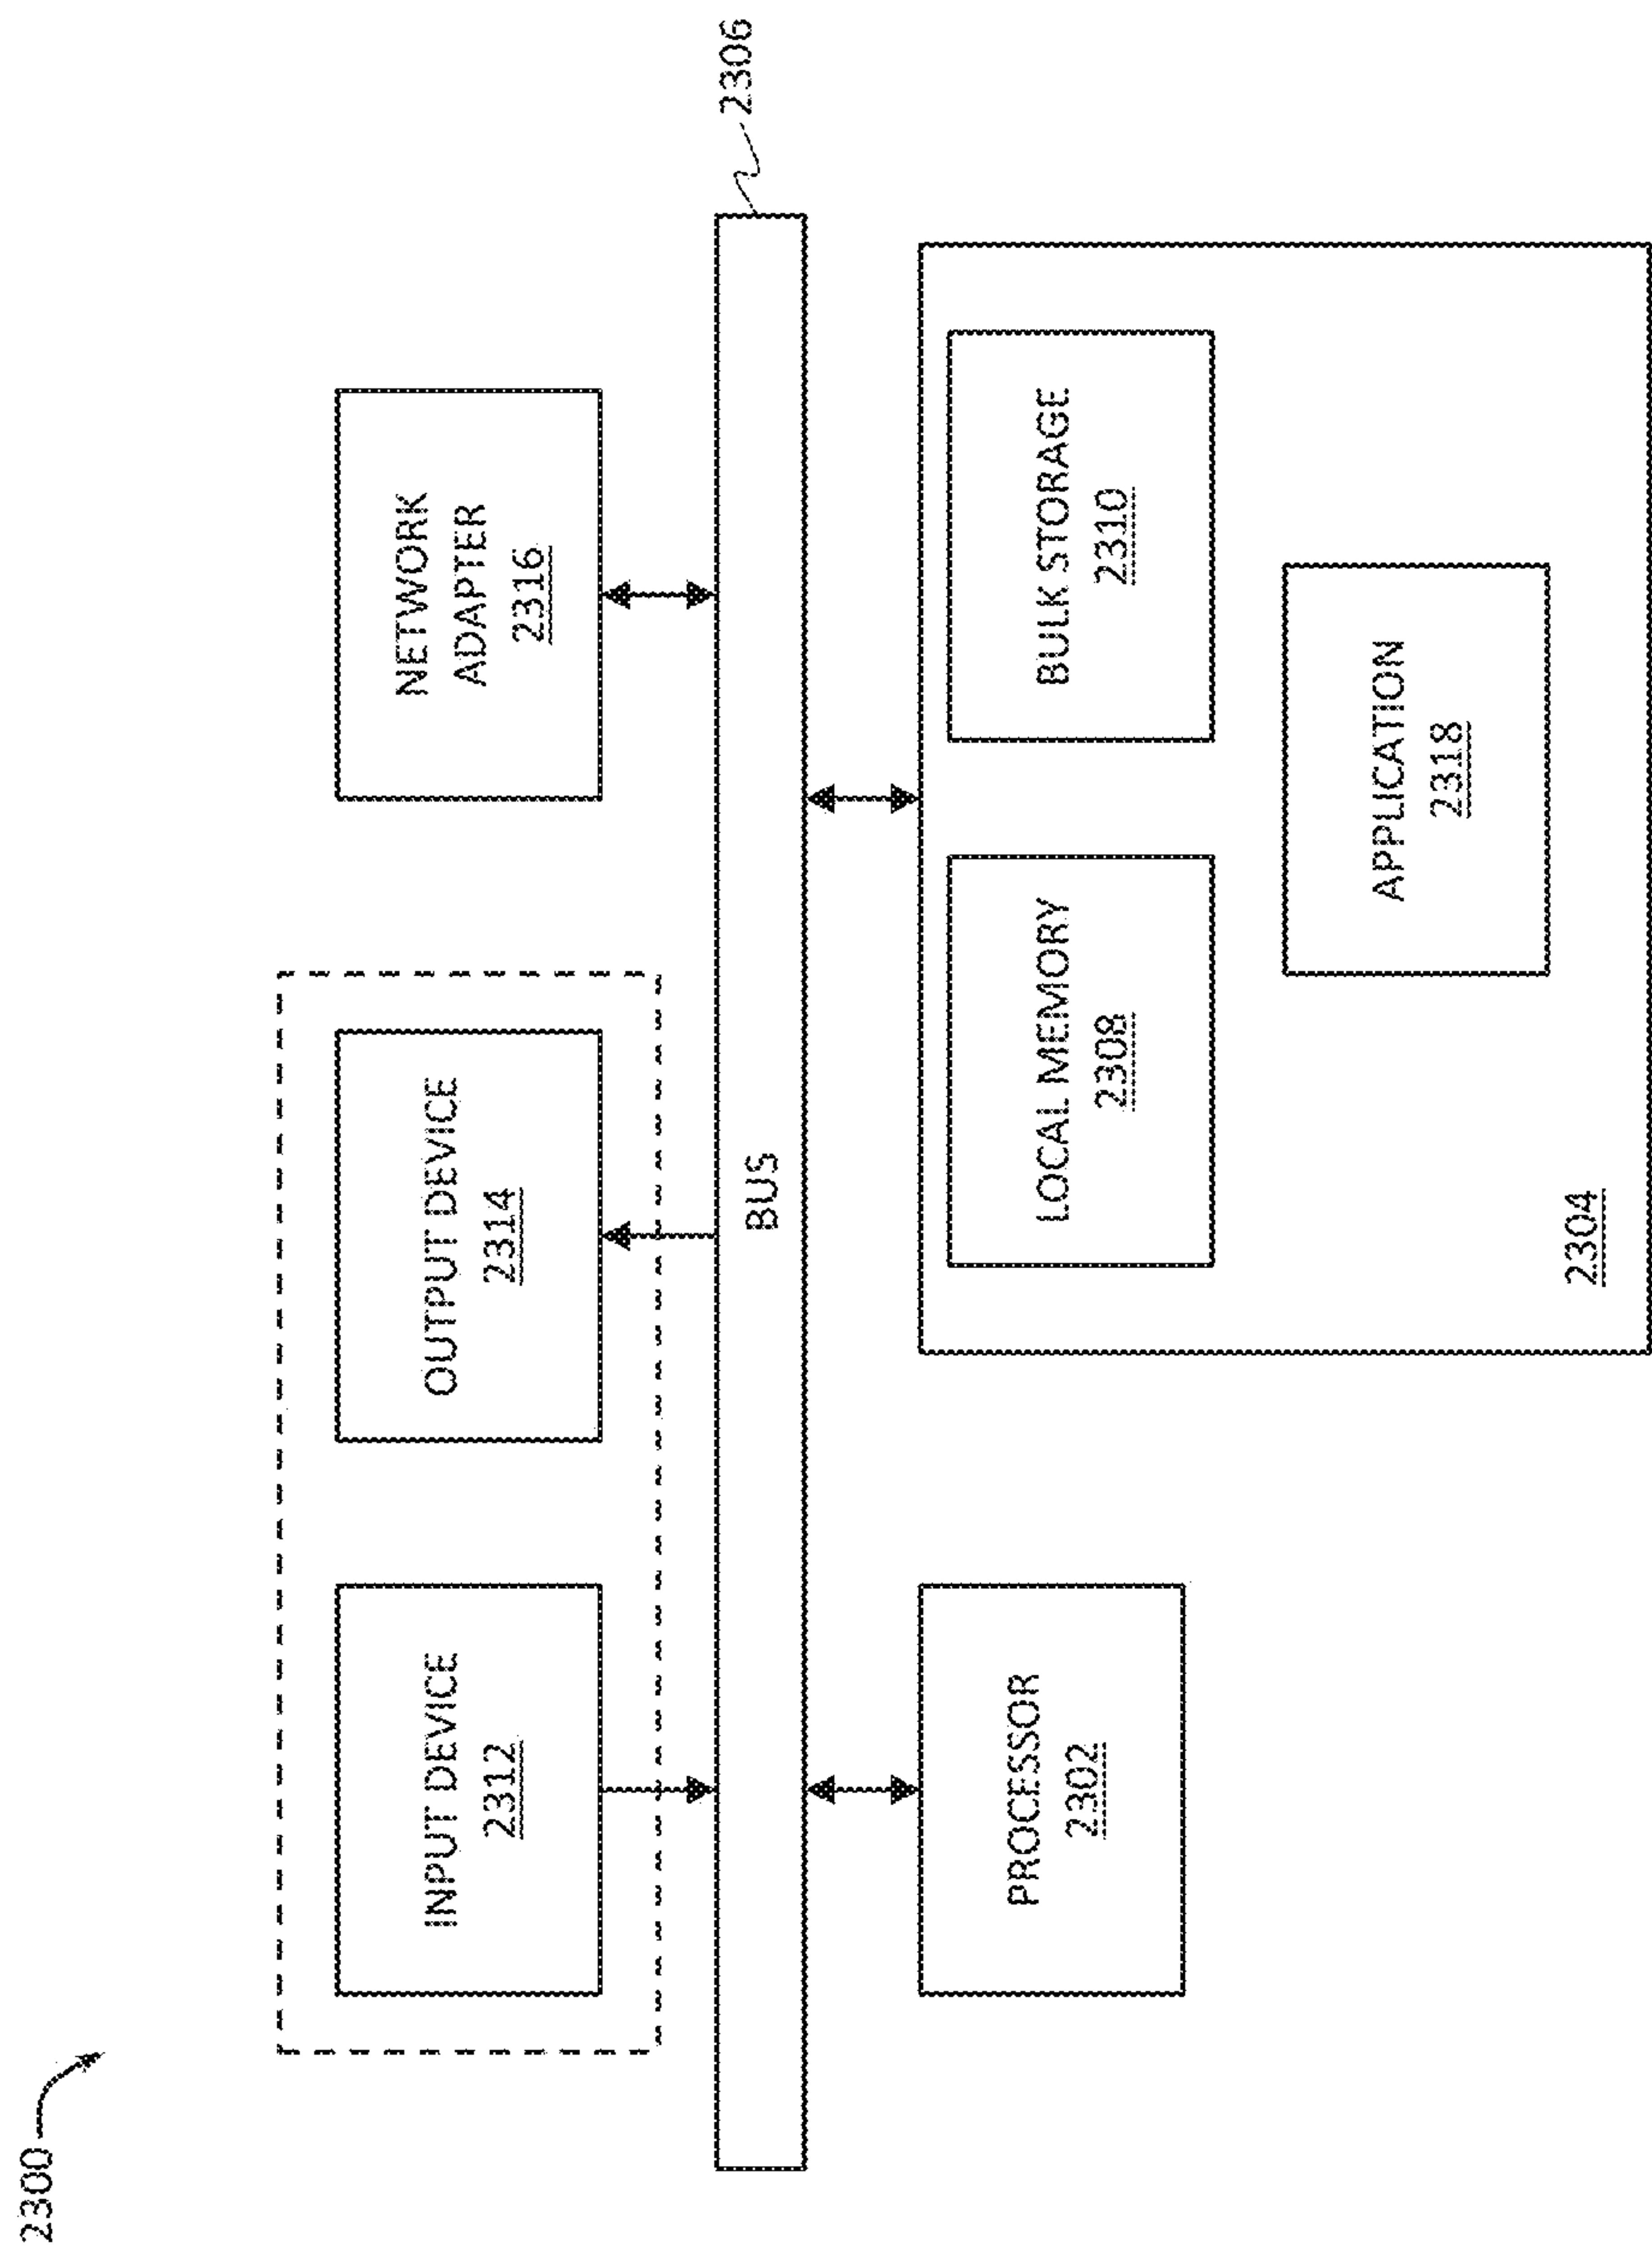 2300
INPUT DEVICE
2312
OUTPUT DEVICE
2314
NETWORK
ADAPTER
2316
BUS
2306
PROCESSOR
2302
LOCAL MEMORY
2308
BULK STORAGE
2310
APPLICATION
2318
2304